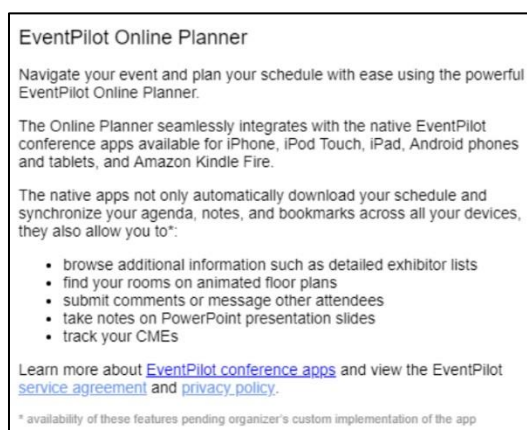 EventPilot Online Planner
Navigate your event and plan your schedule with ease using the powerful
EventPilot Online Planner.
The Online Planner seamlessly integrates with the native EventPilot
conference apps available for iPhone, iPod Touch, iPad, Android phones
and tablets, and Amazon Kindle Fire.
The native apps not only automatically download your schedule and
synchronize your agenda, notes, and bookmarks across all your devices,
they also allow you to*:
• browse additional information such as detailed exhibitor lists
• find your rooms on animated floor plans
• submit comments or message other attendees
• take notes on PowerPoint presentation slides
• track your CMEs
Learn more about EventPilot conference apps and view the EventPilot
service agreement and privacy policy.
* availability of these features pending organizer's custom implementation of the app